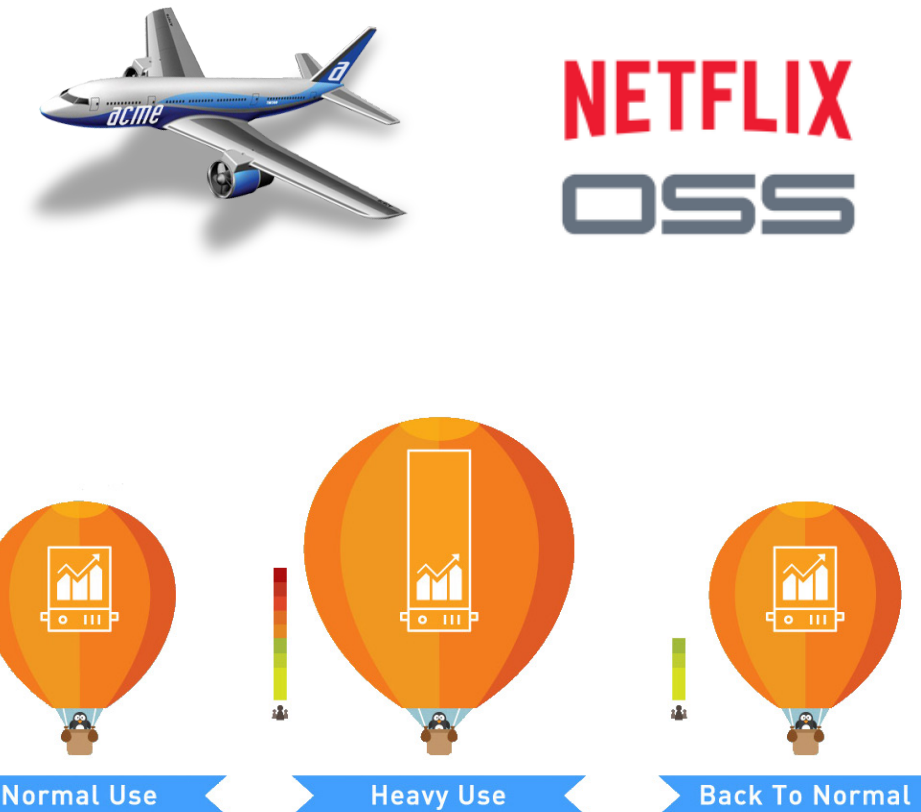 acme
a
NETFLIX
OSS
Normal Use
Heavy Use
Back To Normal